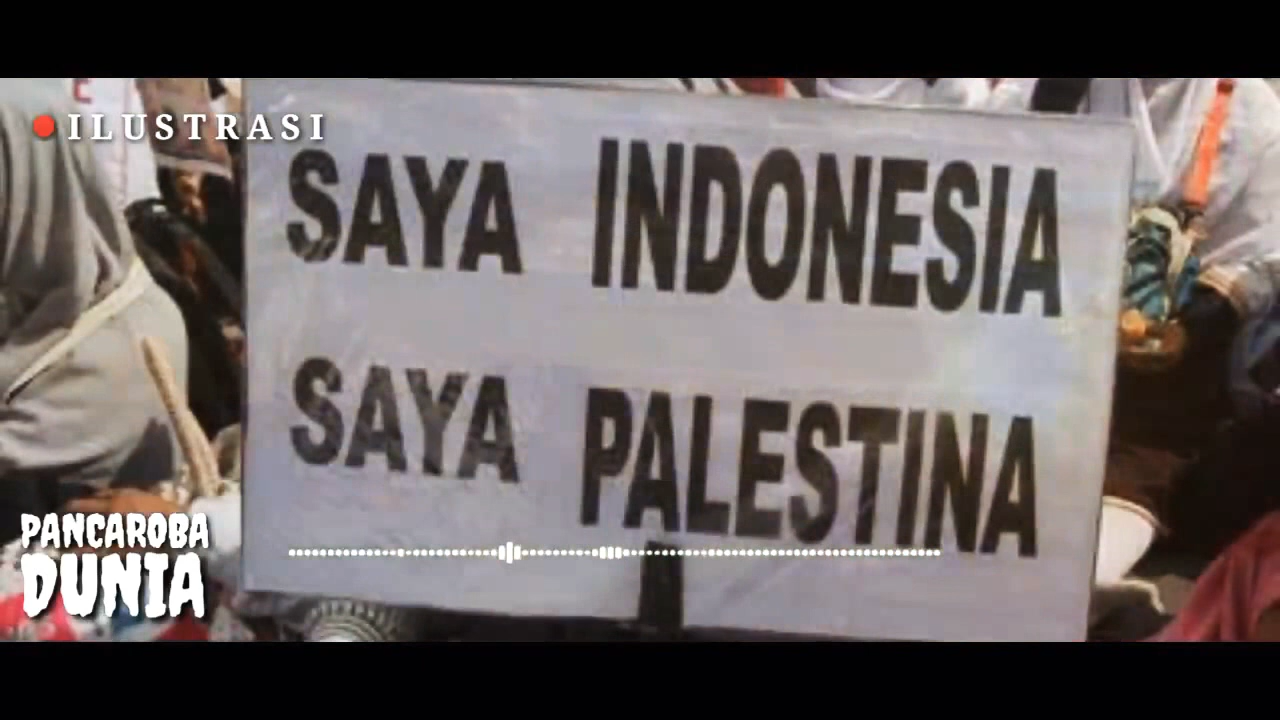 ILUSTRASI
SAYA INDONESIA
SAYA PALESTINA
PANCAROBA
DUNIA